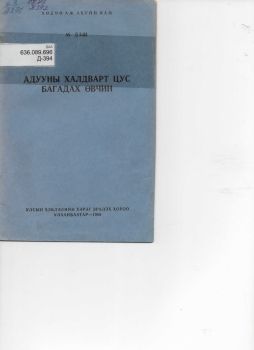 ХӨДӨӨ АЖ АХУЙН ЯАМ
636.089.696
Д-394
АДУУНЫ ХАЛДВАРТ ЦУС
БАГАДАХ ӨВЧИН
УЛСЫН ХЭВЛЭЛИЙН ХЭРЭГ ЭРХЛЭХ ХОРОО
УЛААНБААТАР